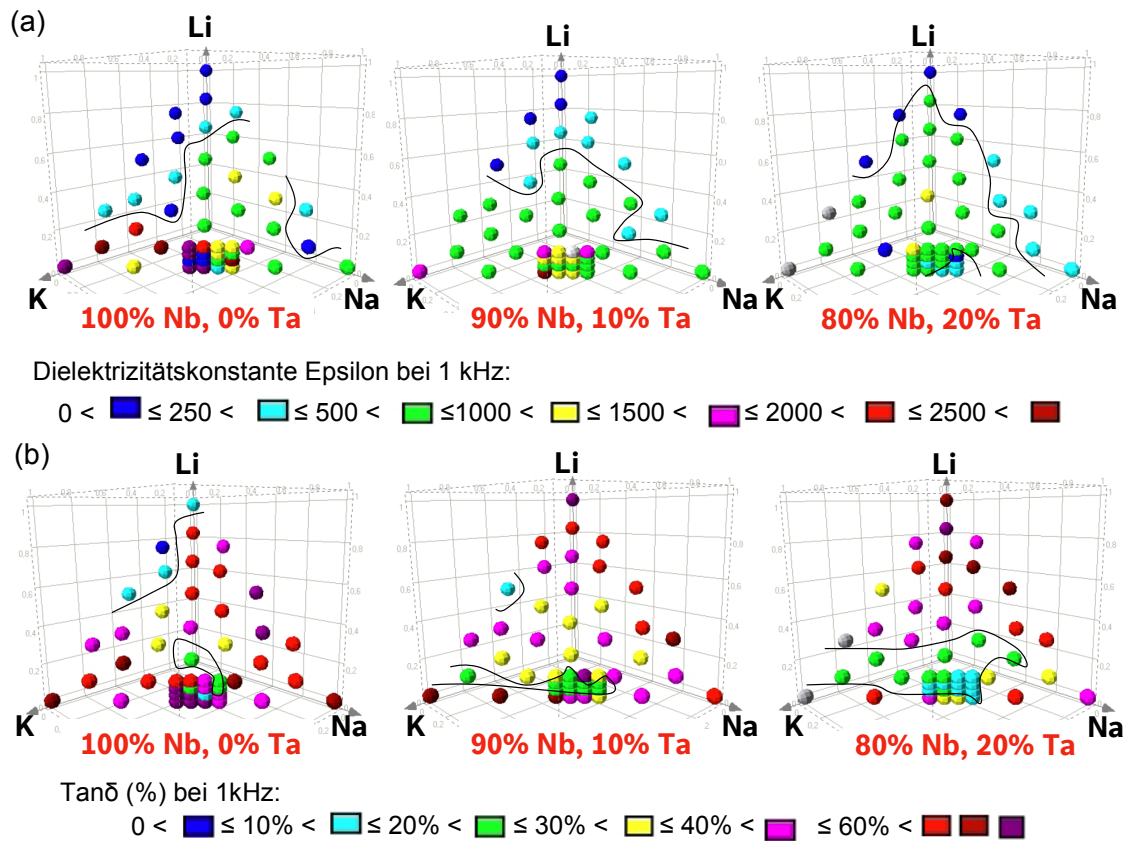 (a)
Li Li Li
K Na K Na K Na
100% Nb, 0% Ta 90% Nb, 10% Ta 80% Nb, 20% Ta
Dielektrizitätskonstante Epsilon bei 1 kHz:
0 < ≤ 250 < ≤ 500 < ≤1000 < ≤ 1500 < ≤ 2000 < ≤ 2500 <
(b)
Li Li Li
K Na K Na K Na
100% Nb, 0% Ta 90% Nb, 10% Ta 80% Nb, 20% Ta
Tanδ (%) bei 1kHz:
0 < ≤ 10% < ≤ 20% < ≤ 30% < ≤ 40% < ≤ 60% <